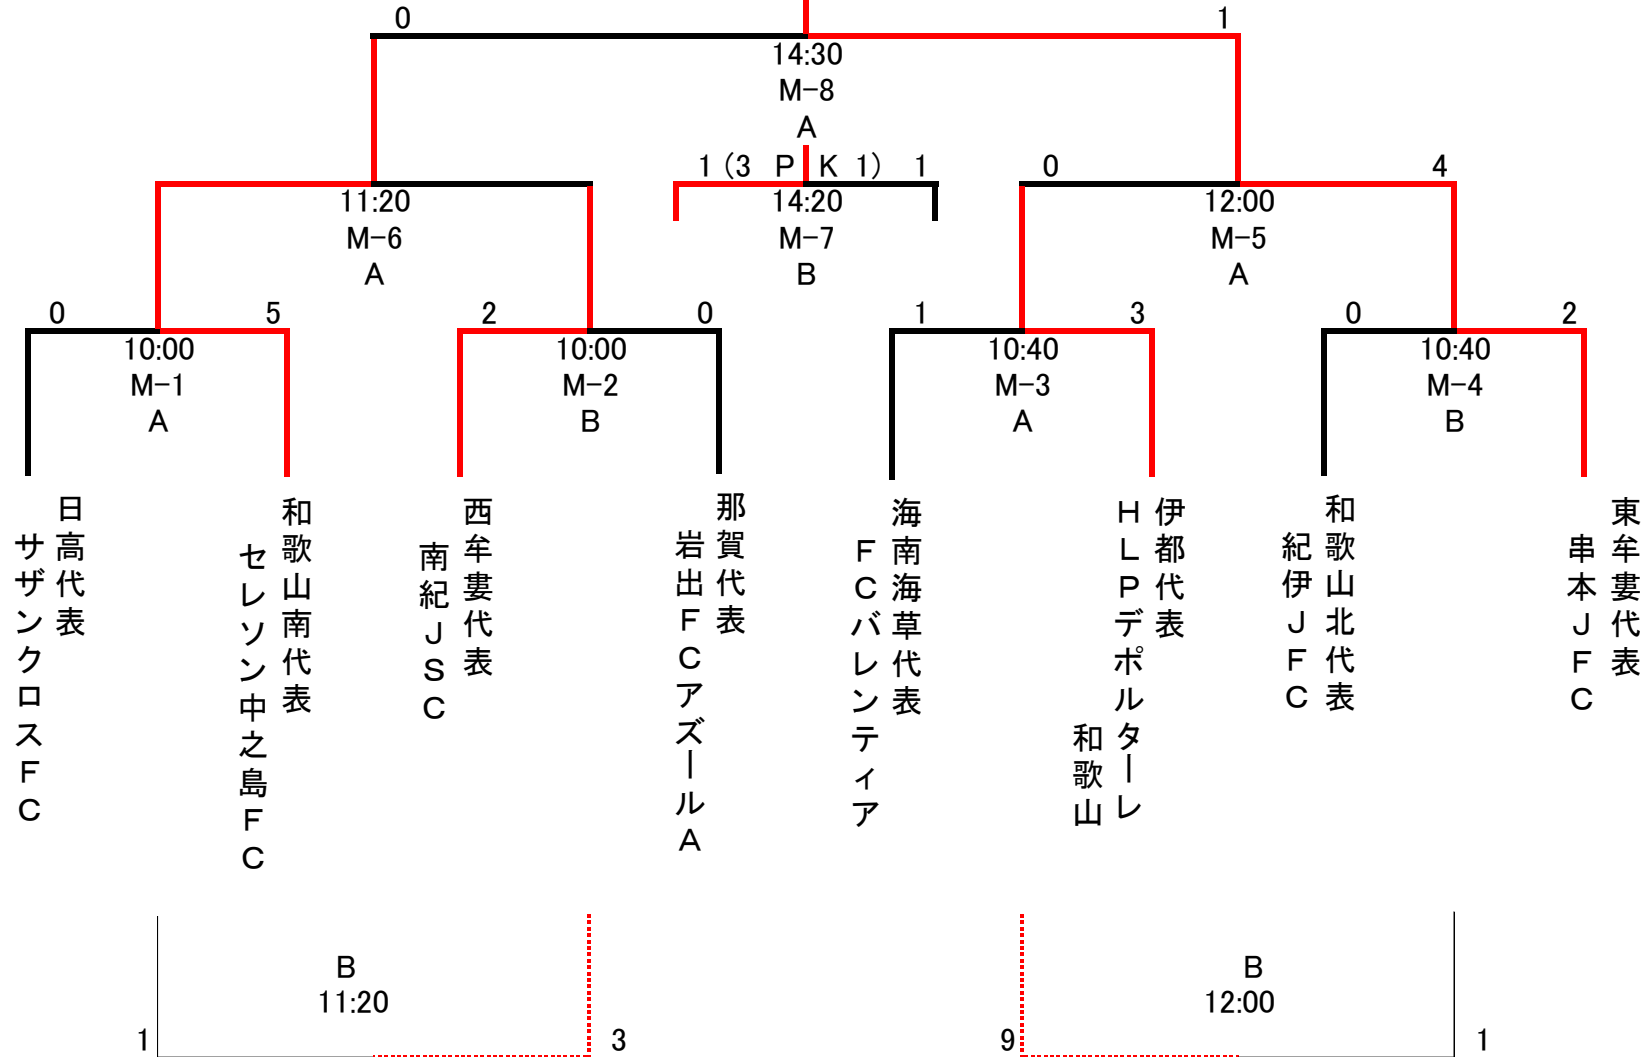 0
1
14:30
M-8
A
1 (3 P K 1) 1
14:20
M-7
B
0
4
11:20
M-6
A
12:00
M-5
A
0
5
10:00
M-1
A
2
0
10:00
M-2
B
1
3
10:40
M-3
A
0
2
10:40
M-4
B
日高代表
サザンクロスFC
和歌山南代表
セレソン中之島FC
西牟婁代表
南紀JSC
那賀代表
岩出FCアズールA
海南海草代表
FCバレンティア
伊都代表
HLPデポルターレ
和歌山
和歌山北代表
紀伊JFC
東牟婁代表
串本JFC
B
11:20
1
3
B
12:00
9
1